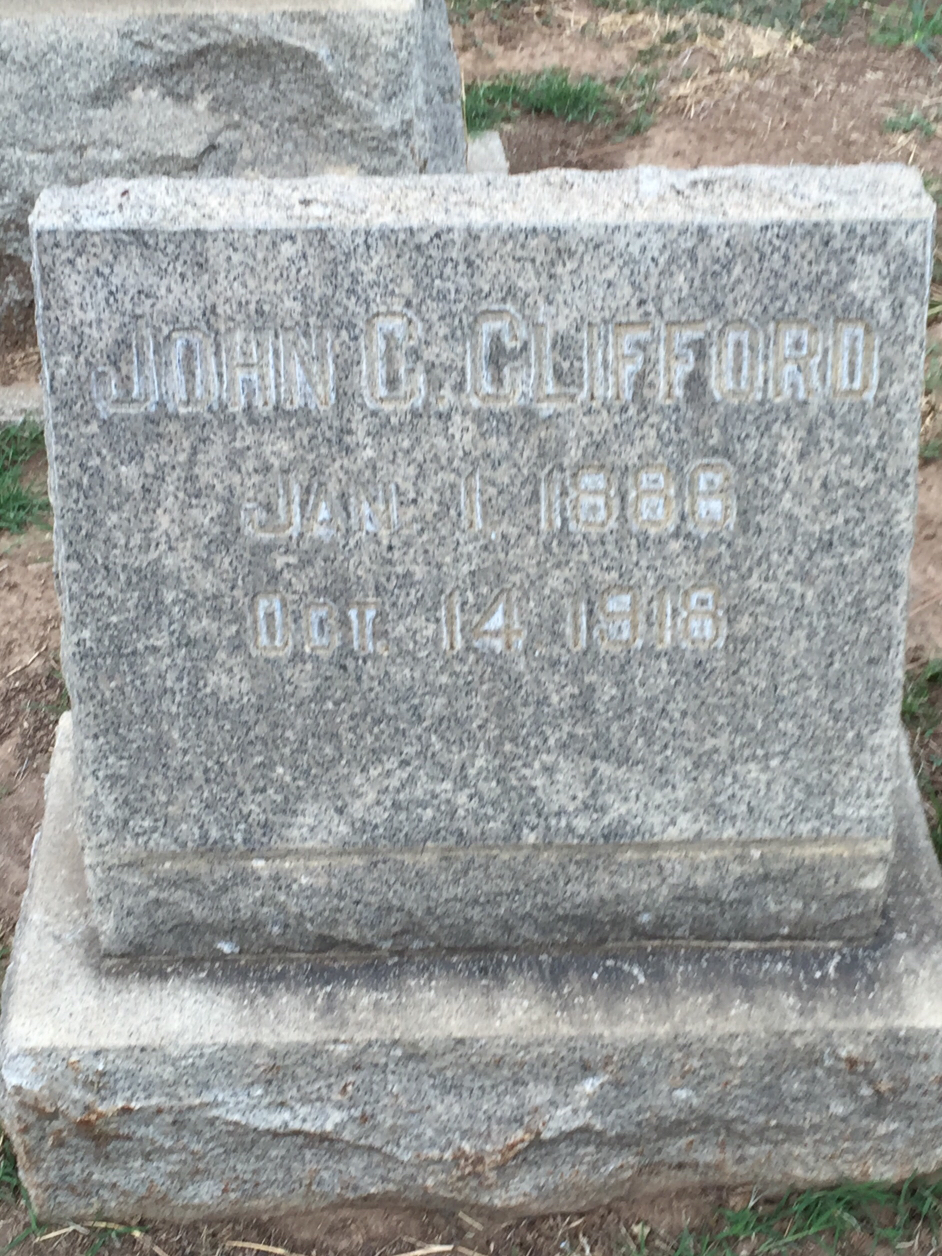 JOHN C. CLIFFORD
JAN. 1. 1886
OCT. 14. 1918